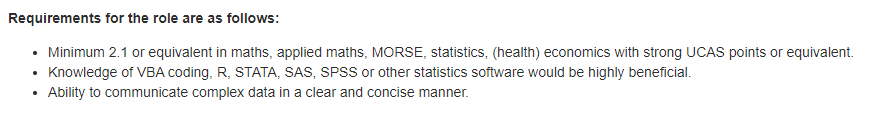 Requirements for the role are as follows:
• Minimum 2.1 or equivalent in maths, applied maths, MORSE, statistics, (health) economics with strong UCAS points or equivalent.
• Knowledge of VBA coding, R, STATA, SAS, SPSS or other statistics software would be highly beneficial.
• Ability to communicate complex data in a clear and concise manner.